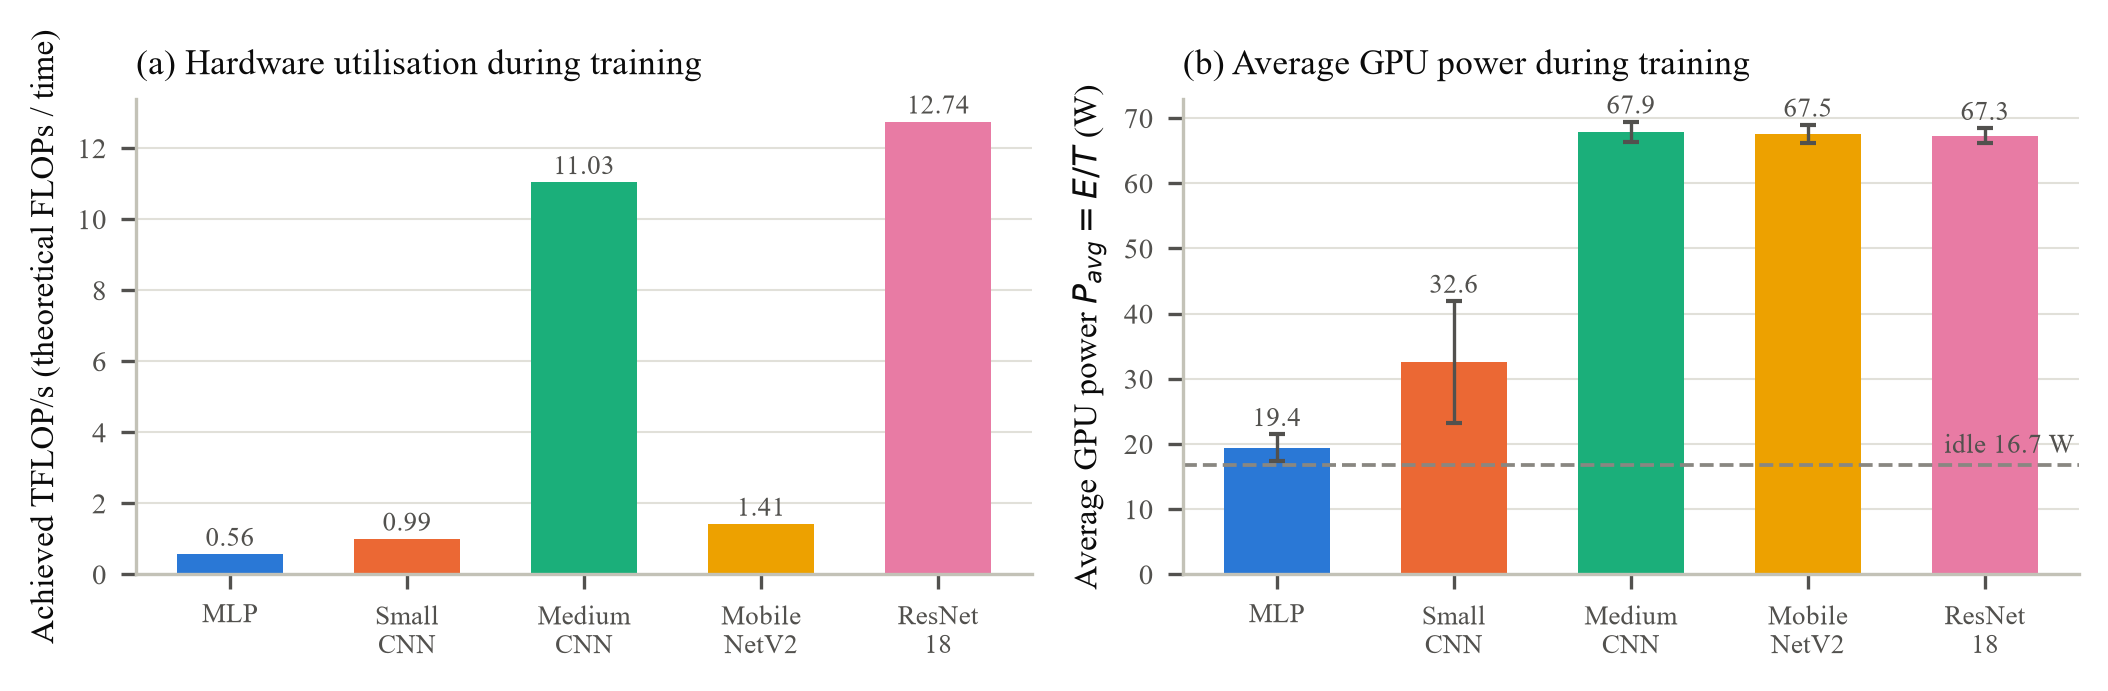 (a) Hardware utilisation during training
Achieved TFLOP/s (theoretical FLOPs / time)
12
10
8
6
4
2
0
0.56
0.99
11.03
1.41
12.74
MLP
Small
CNN
Medium
CNN
Mobile
NetV2
ResNet
18
(b) Average GPU power during training
Average GPU power P_avg = E/T (W)
70
60
50
40
30
20
10
0
19.4
32.6
67.9
67.5
67.3
idle 16.7 W
MLP
Small
CNN
Medium
CNN
Mobile
NetV2
ResNet
18